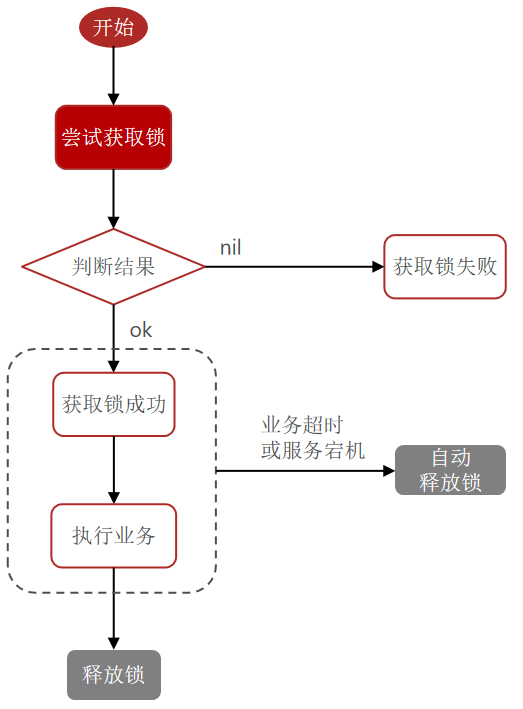 开始
尝试获取锁
判断结果
nil
获取锁失败
ok
获取锁成功
业务超时
或服务宕机
自动
释放锁
执行业务
释放锁